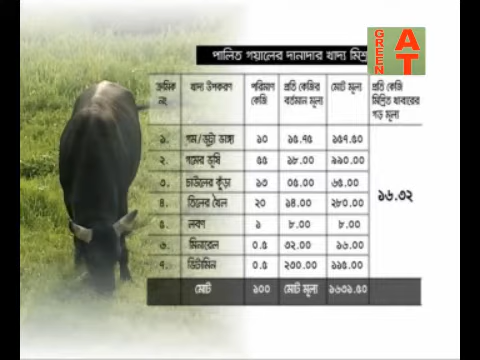 পালিত গয়ালের দানাদার খাদ্য
GREEN AT
ক্রমিক নং খাদ্য উপকরণ পরিমাণ কেজি প্রতি কেজির বর্তমান মূল্য মোট মূল্য প্রতি কেজি মিশ্রিত খাবারের গড় মূল্য
১. গম/ভুট্টা ভাঙ্গা ১০ ১৫.৭৫ ১৫৭.৫০
২. গমের ভূষি ৫৫ ১৮.০০ ৯৯০.০০
৩. চাউলের কুঁড়া ১৩ ০৫.০০ ৬৫.০০
১৬.৩২
৪. তিলের খৈল ২০ ১৪.০০ ২৮০.০০
৫. লবণ ১ ৮.০০ ৮.০০
৬. মিনারেল ০.৫ ৩২.০০ ১৬.০০
৭. ভিটামিন ০.৫ ২৩০.০০ ১১৫.০০
মোট ১০০ মোট মূল্য ১৬৩১.৫০